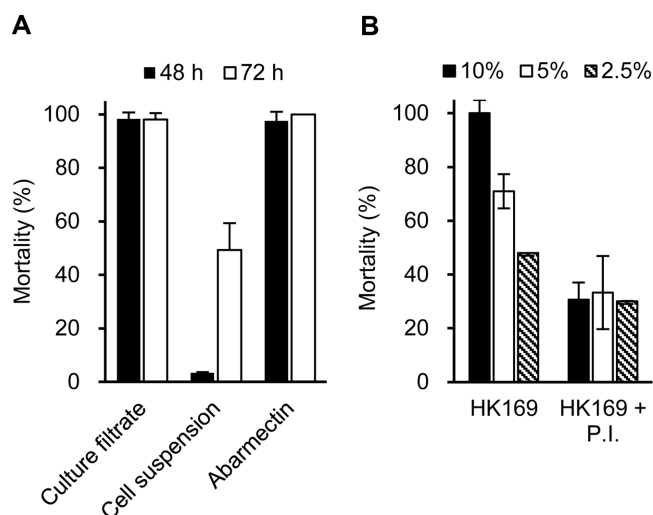 A
48 h 72 h
Mortality (%)
100
80
60
40
20
0
Culture filtrate
Cell suspension
Abarmectin
B
10% 5% 2.5%
Mortality (%)
100
80
60
40
20
0
HK169
HK169 +
P.I.